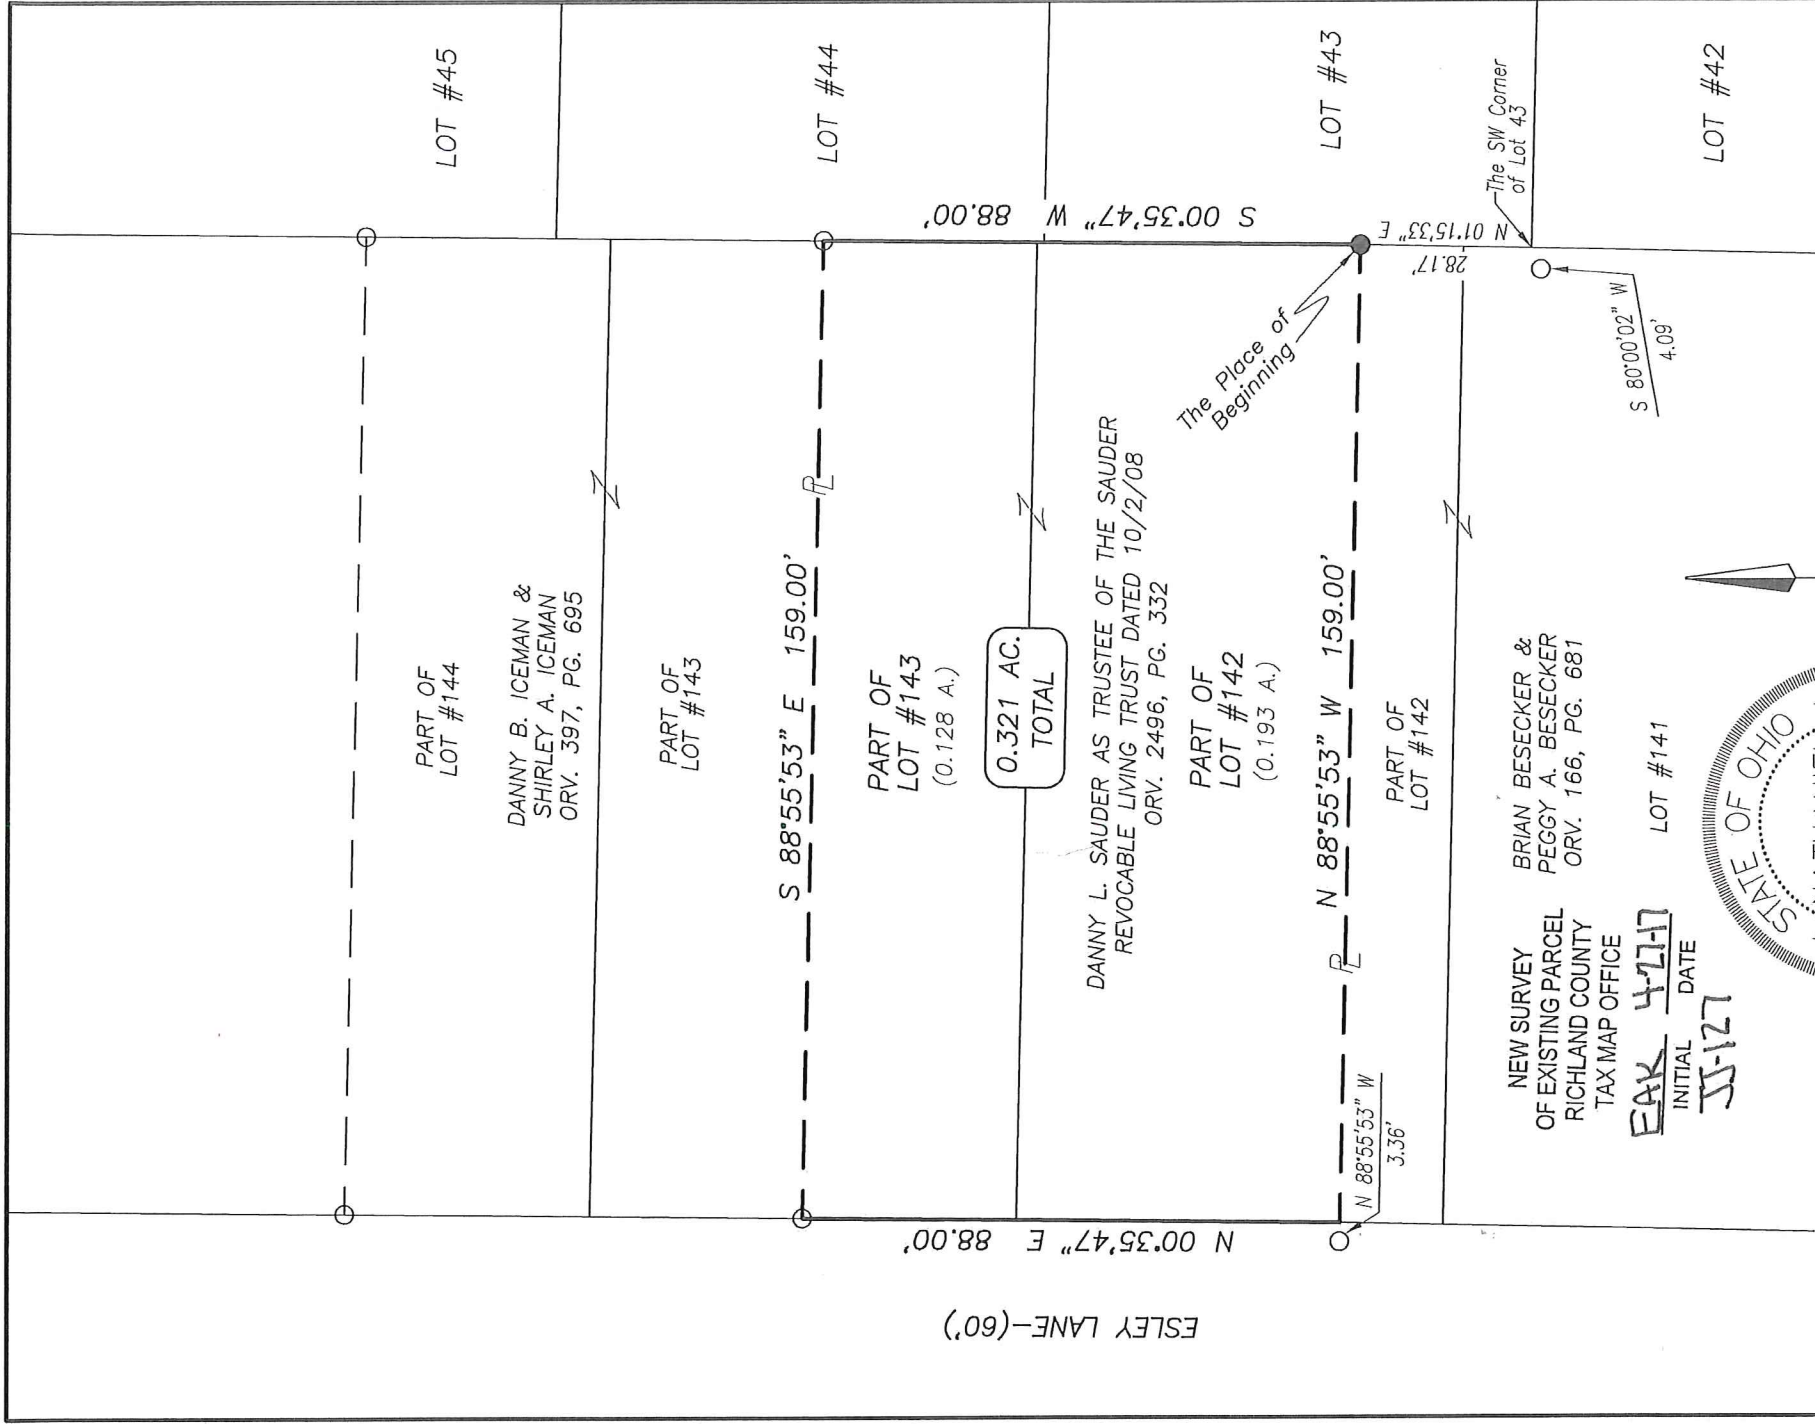 LOT #45
LOT #44
LOT #43
LOT #42
The SW Corner
of Lot 43
S 00°35'47" W 88.00'
N 01°15'33" E
28.17'
S 80°00'02" W
4.09'
The Place of
Beginning
PART OF
LOT #144
DANNY B. ICEMAN &
SHIRLEY A. ICEMAN
ORV. 397, PG. 695
PART OF
LOT #143
S 88°55'53" E 159.00'
PL
PART OF
LOT #143
(0.128 A.)
0.321 AC.
TOTAL
DANNY L. SAUDER AS TRUSTEE OF THE SAUDER
REVOCABLE LIVING TRUST DATED 10/2/08
ORV. 2496, PG. 332
PART OF
LOT #142
(0.193 A.)
N 88°55'53" W 159.00'
PL
PART OF
LOT #142
BRIAN BESECKER &
PEGGY A. BESECKER
ORV. 166, PG. 681
LOT #141
STATE OF OHIO
NEW SURVEY
OF EXISTING PARCEL
RICHLAND COUNTY
TAX MAP OFFICE
EAK 4-27-17
INITIAL DATE
JJ-127
N 88°55'53" W
3.36'
N 00°35'47" E 88.00'
ESLEY LANE-(60')